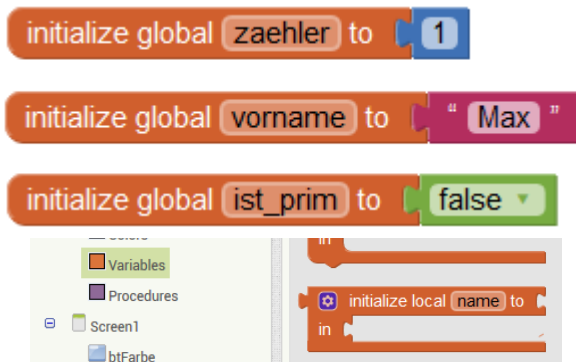 initialize global zaehler to 1
initialize global vorname to " Max "
initialize global ist_prim to false
in
Variables
Procedures
initialize local name to
in
Screen1
btFarbe